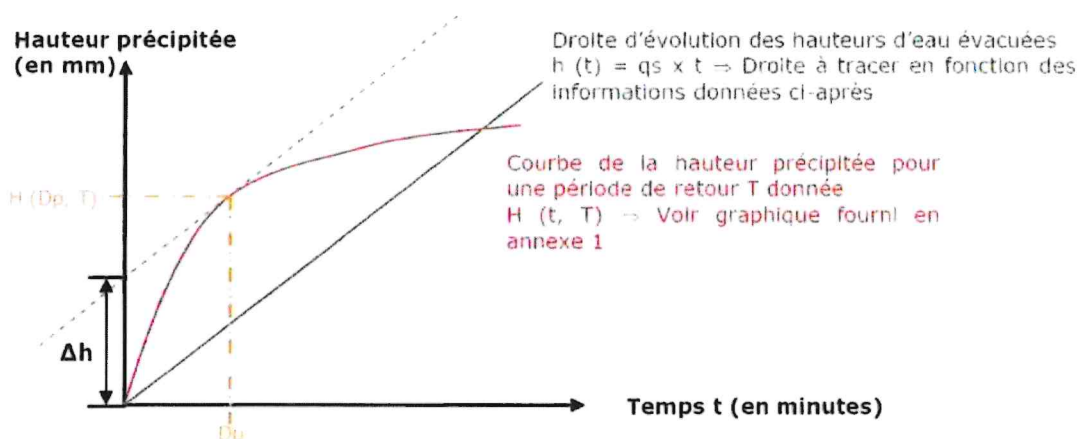 Hauteur précipitée
(en mm)
Droite d'évolution des hauteurs d'eau évacuées
h (t) = qs x t ⇒ Droite à tracer en fonction des
informations données ci-après
Courbe de la hauteur précipitée pour
une période de retour T donnée
H (t, T) → Voir graphique fourni en
annexe 1
H (Dp, T)
Δh
Temps t (en minutes)
Dp